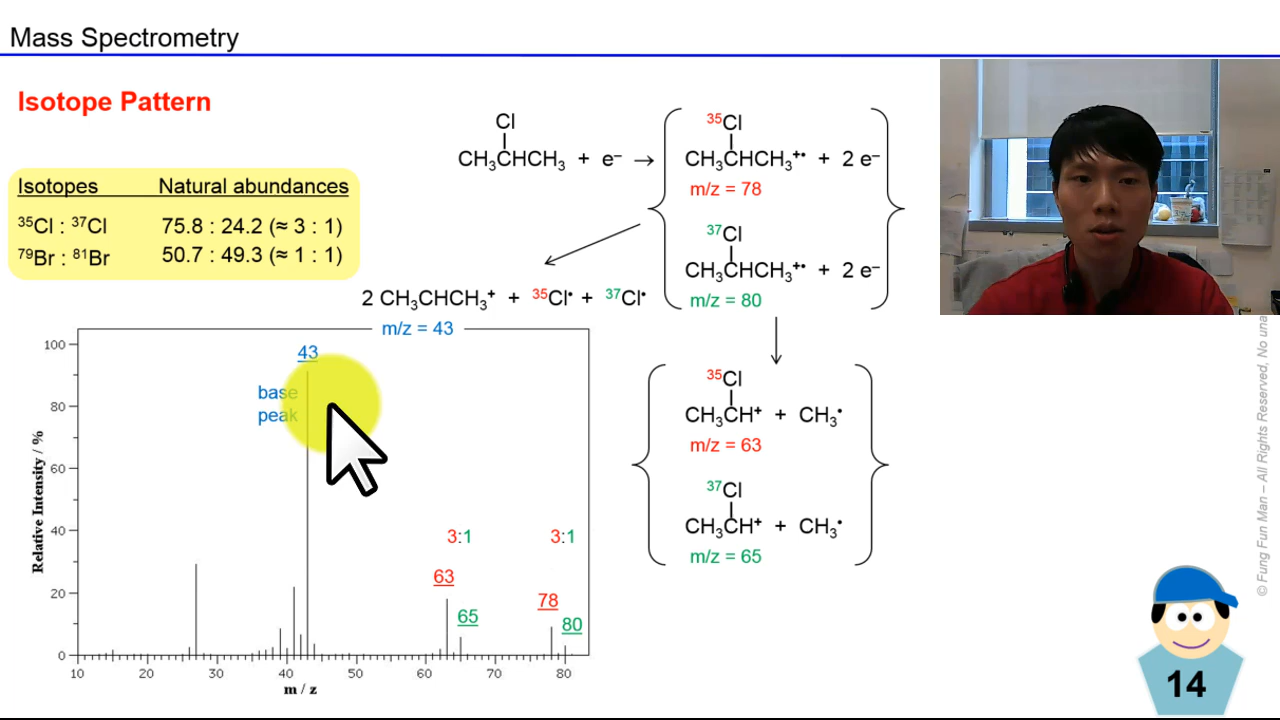 Mass Spectrometry
Isotope Pattern
Isotopes Natural abundances
³⁵Cl : ³⁷Cl 75.8 : 24.2 (≈ 3 : 1)
⁷⁹Br : ⁸¹Br 50.7 : 49.3 (≈ 1 : 1)
Cl
CH₃CHCH₃ + e⁻ →
³⁵Cl
CH₃CHCH₃⁺• + 2 e⁻
m/z = 78
³⁷Cl
CH₃CHCH₃⁺• + 2 e⁻
m/z = 80
2 CH₃CHCH₃⁺ + ³⁵Cl• + ³⁷Cl•
m/z = 43
³⁵Cl
CH₃CH⁺ + CH₃•
m/z = 63
³⁷Cl
CH₃CH⁺ + CH₃•
m/z = 65
100
80
60
40
20
0
Relative Intensity / %
43
base
peak
3:1
3:1
63
65
78
80
10 20 30 40 50 60 70 80
m / z
© Fung Fun Man – All Rights Reserved, No
14